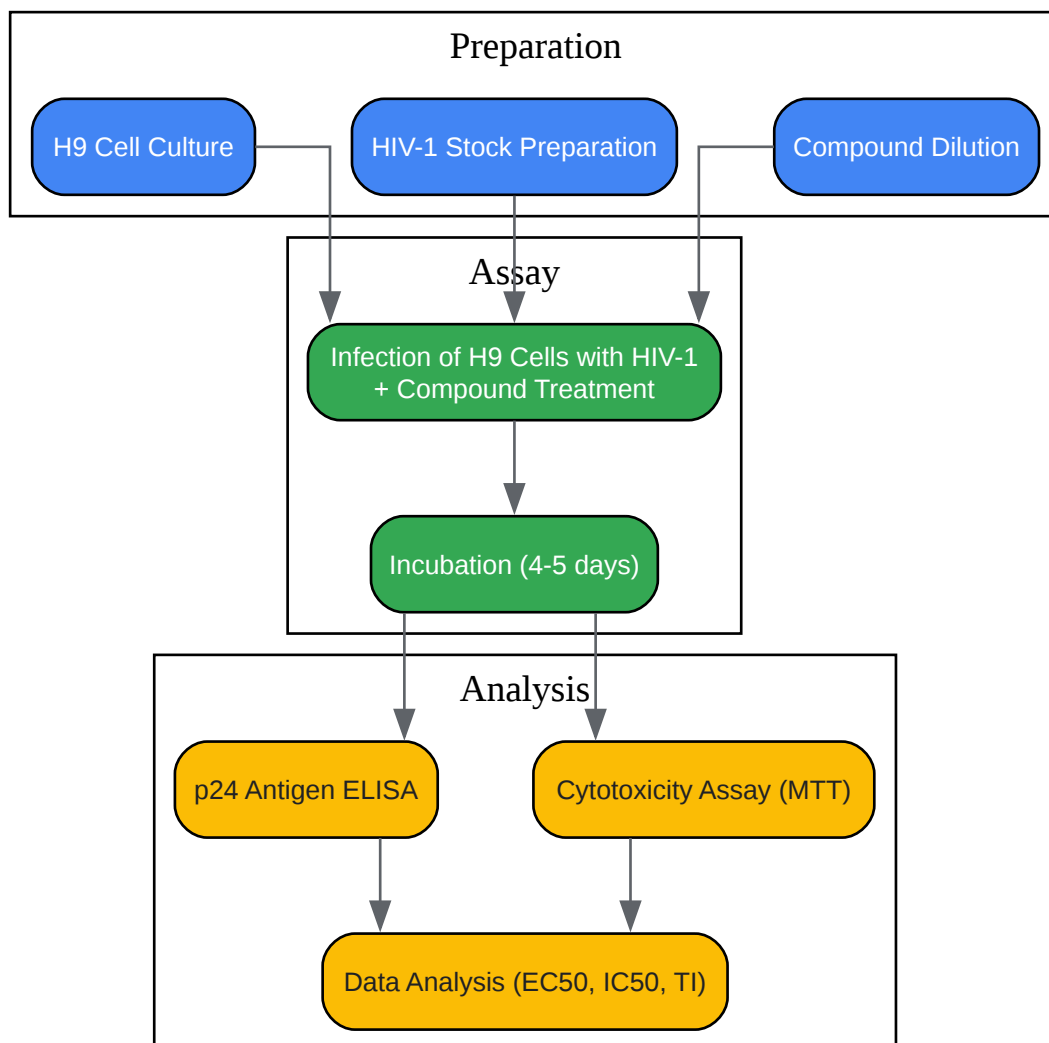 Preparation
H9 Cell Culture
HIV-1 Stock Preparation
Compound Dilution
Assay
Infection of H9 Cells with HIV-1
+ Compound Treatment
Incubation (4-5 days)
Analysis
p24 Antigen ELISA
Cytotoxicity Assay (MTT)
Data Analysis (EC50, IC50, TI)